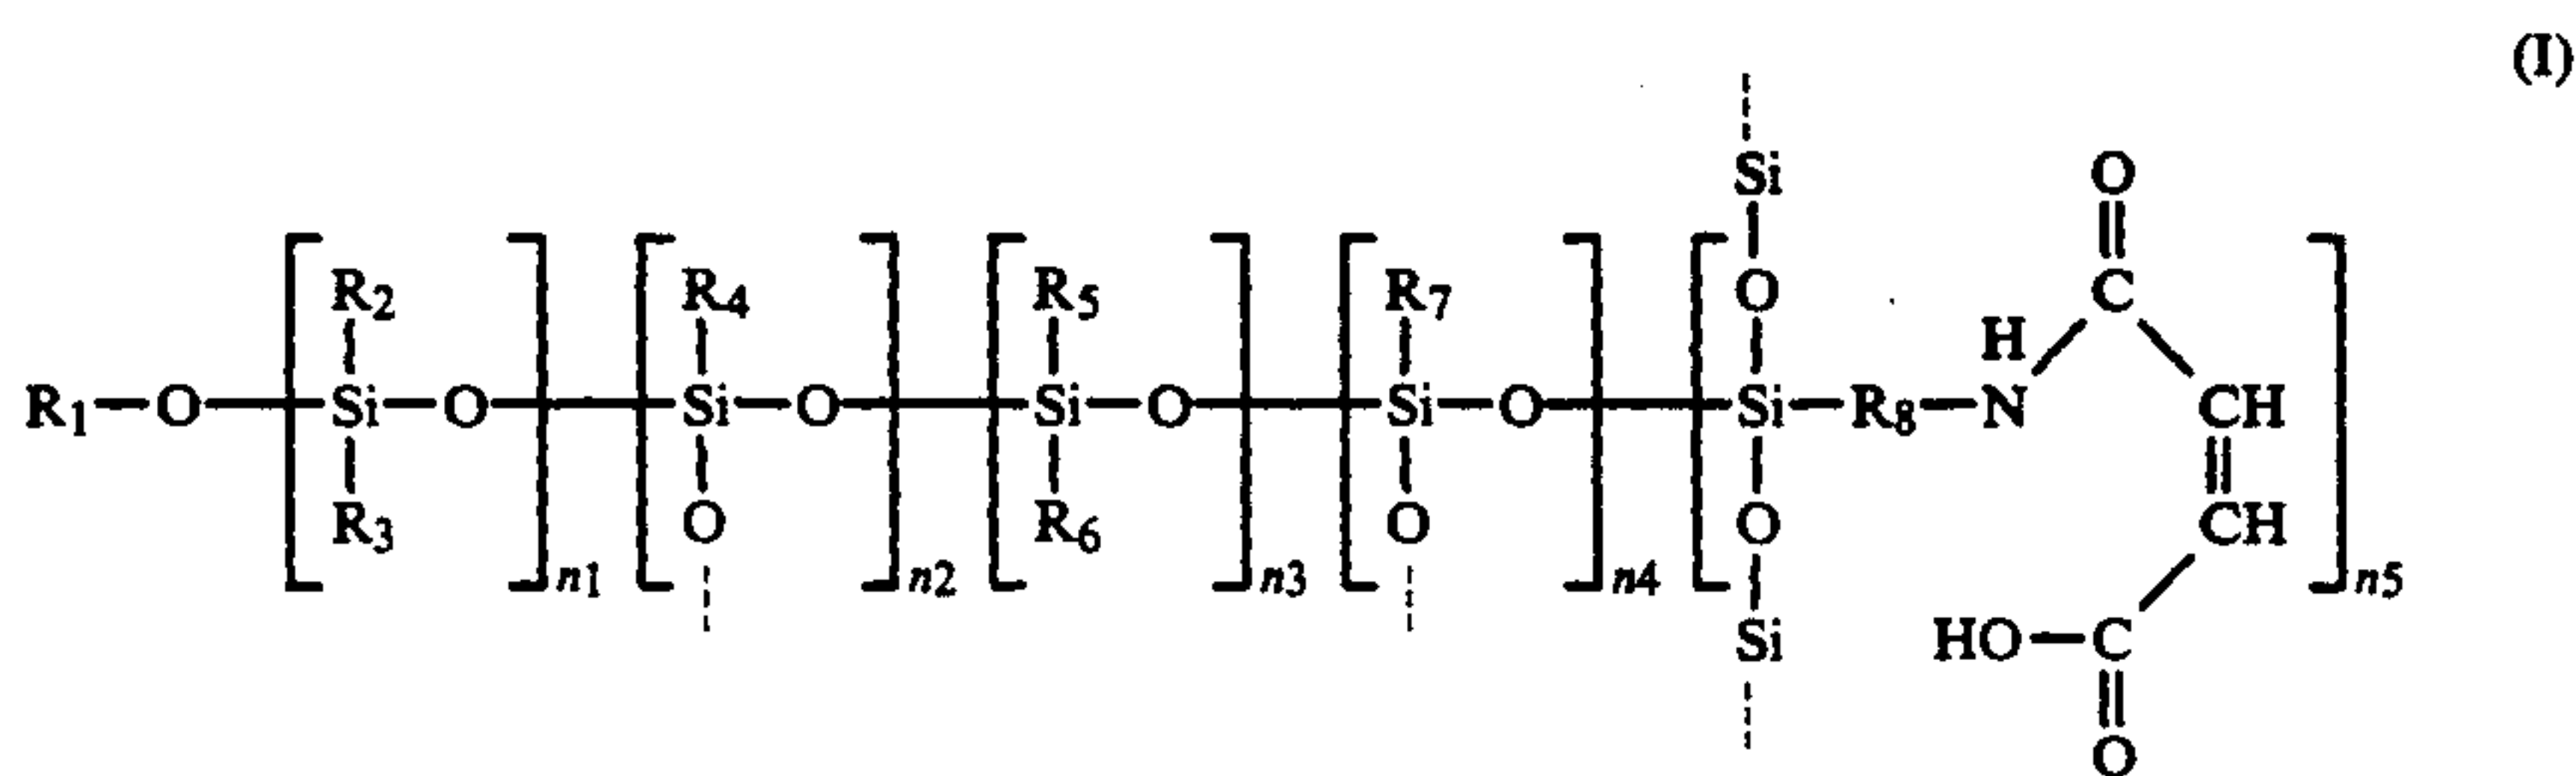 (I)
Si
O
R2 R4 R5 R7 O H C
R1—O—Si—O—Si—O—Si—O—Si—O—Si—R8—N CH
R3 O R6 O O CH
n1 n2 n3 n4 n5
Si HO—C
O